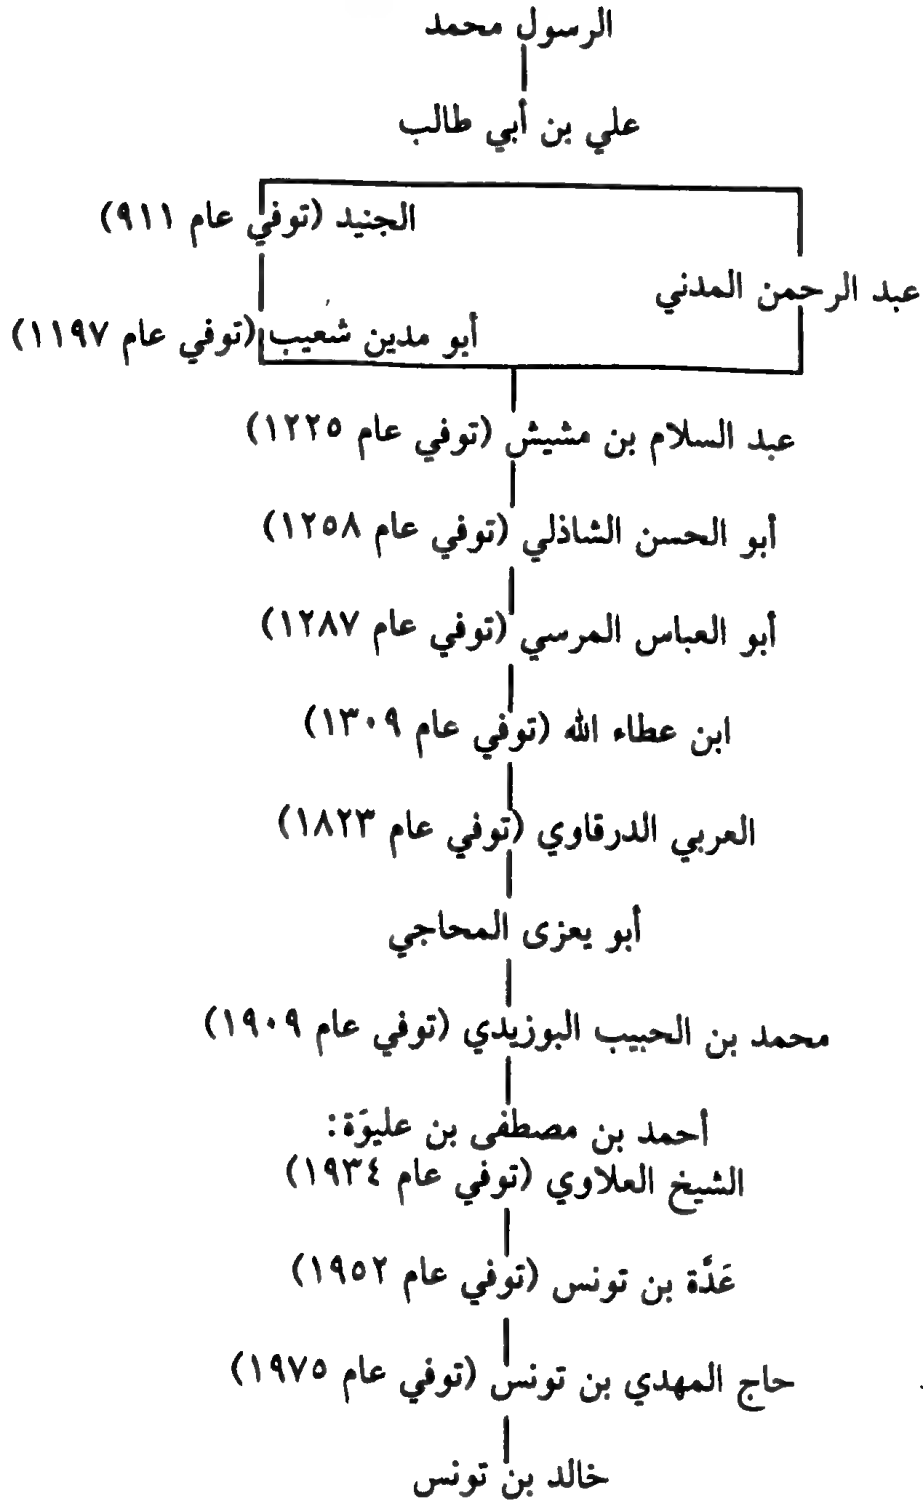 الرسول محمد
علي بن أبي طالب
الجنيد (توفي عام ٩١١)
عبد الرحمن المدني
أبو مدين شعيب (توفي عام ١١٩٧)
عبد السلام بن مشيش (توفي عام ١٢٢٥)
أبو الحسن الشاذلي (توفي عام ١٢٥٨)
أبو العباس المرسي (توفي عام ١٢٨٧)
ابن عطاء الله (توفي عام ١٣٠٩)
العربي الدرقاوي (توفي عام ١٨٢٣)
أبو يعزى المحاجي
محمد بن الحبيب البوزيدي (توفي عام ١٩٠٩)
أحمد بن مصطفى بن عليوَة:
الشيخ العلاوي (توفي عام ١٩٣٤)
عَدَّة بن تونس (توفي عام ١٩٥٢)
حاج المهدي بن تونس (توفي عام ١٩٧٥)
خالد بن تونس